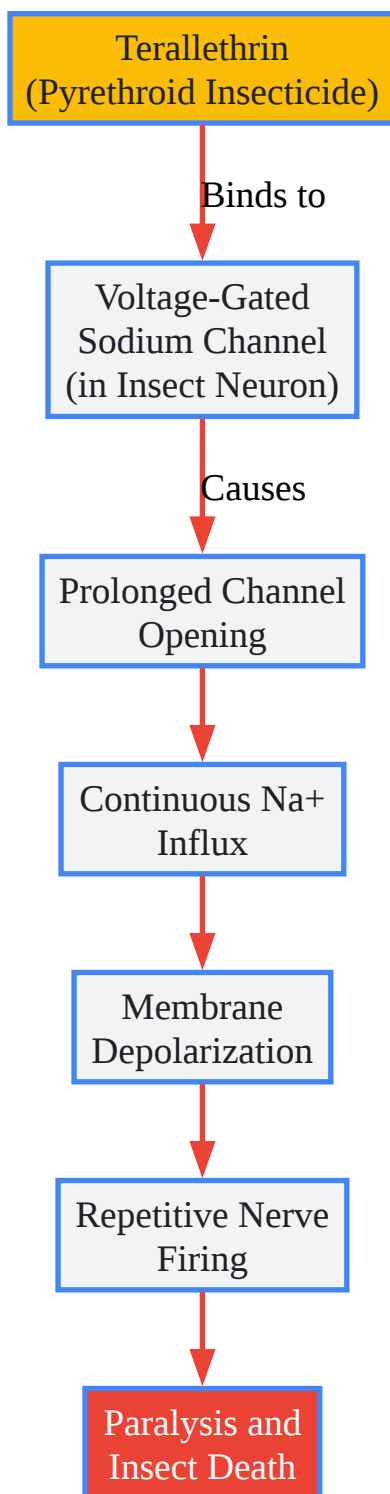 Terallethrin
(Pyrethroid Insecticide)
Binds to
Voltage-Gated
Sodium Channel
(in Insect Neuron)
Causes
Prolonged Channel
Opening
Continuous Na+
Influx
Membrane
Depolarization
Repetitive Nerve
Firing
Paralysis and
Insect Death